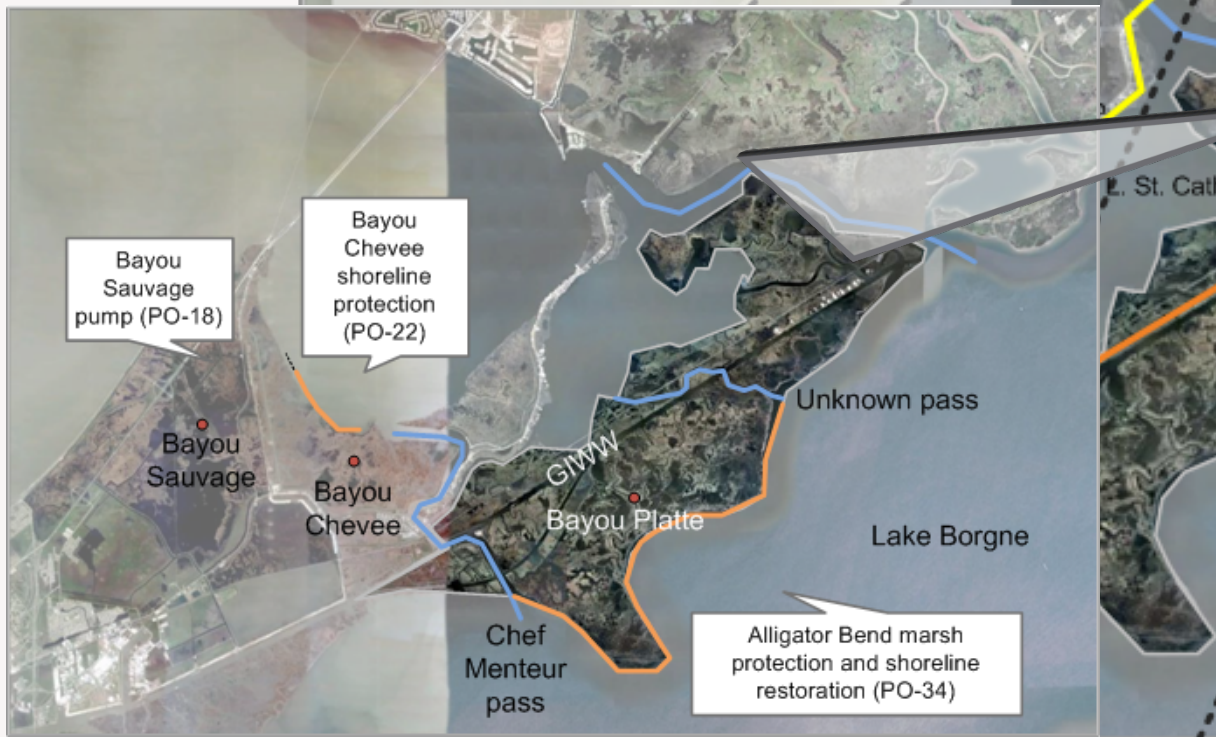 Bayou
Sauvage
pump (PO-18)
Bayou
Chevee
shoreline
protection
(PO-22)
L. St. Cath
Unknown pass
GIWW
Bayou
Sauvage
Bayou
Chevee
Bayou Platte
Lake Borgne
Chef
Menteur
pass
Alligator Bend marsh
protection and shoreline
restoration (PO-34)